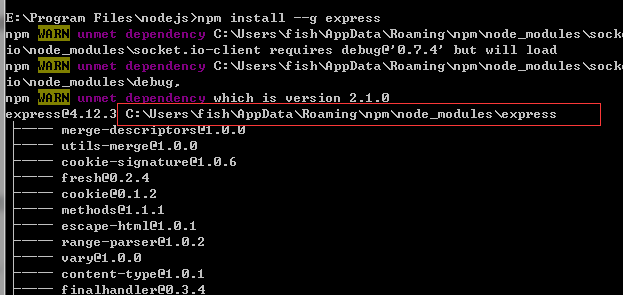 E:\Program Files\nodejs>npm install --g express
npm WARN unmet dependency C:\Users\fish\AppData\Roaming\npm\node_modules\socke
io\node_modules\socket.io-client requires debug@'0.7.4' but will load
npm WARN unmet dependency C:\Users\fish\AppData\Roaming\npm\node_modules\socke
io\node_modules\debug,
npm WARN unmet dependency which is version 2.1.0
express@4.12.3 C:\Users\fish\AppData\Roaming\npm\node_modules\express
├── merge-descriptors@1.0.0
├── utils-merge@1.0.0
├── cookie-signature@1.0.6
├── fresh@0.2.4
├── cookie@0.1.2
├── methods@1.1.1
├── escape-html@1.0.1
├── range-parser@1.0.2
├── vary@1.0.0
├── content-type@1.0.1
├── finalhandler@0.3.4